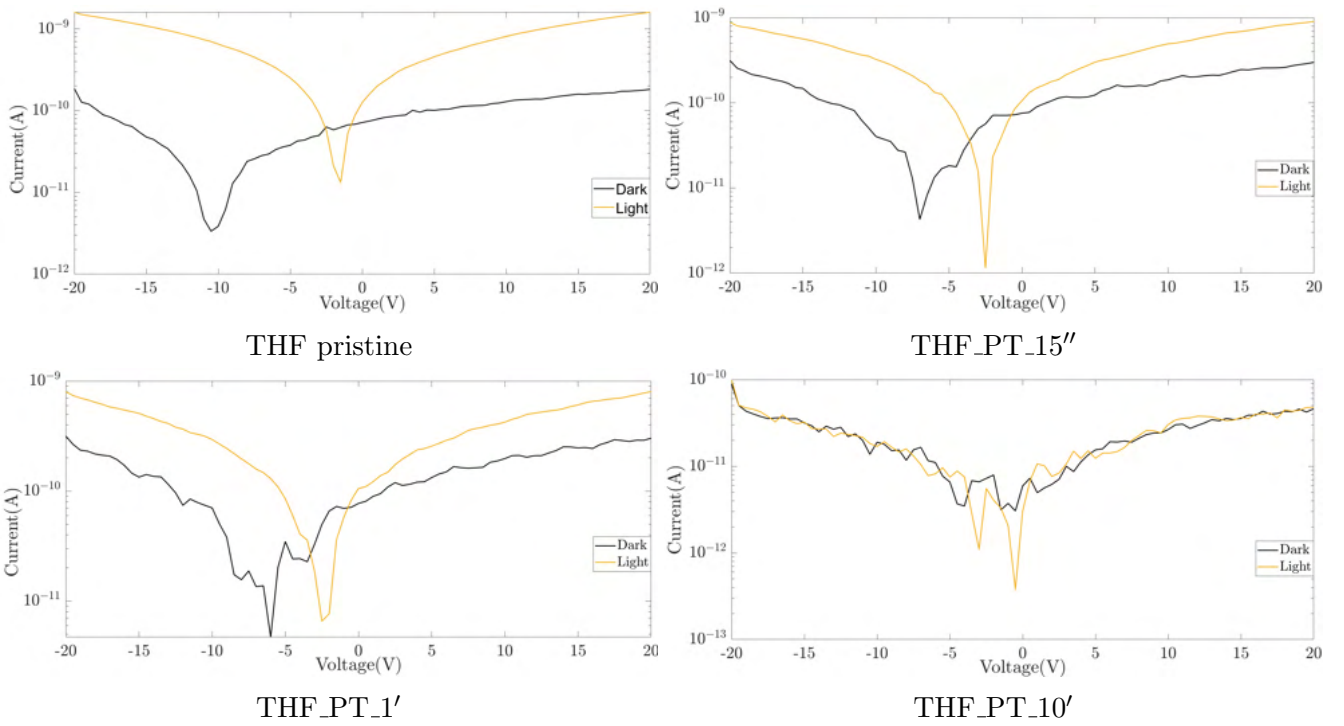 10⁻⁹
10⁻¹⁰
10⁻¹¹
10⁻¹²
Current(A)
-20 -15 -10 -5 0 5 10 15 20
Voltage(V)
Dark
Light
THF pristine
10⁻⁹
10⁻¹⁰
10⁻¹¹
10⁻¹²
Current(A)
-20 -15 -10 -5 0 5 10 15 20
Voltage(V)
Dark
Light
THF_PT_15″
10⁻⁹
10⁻¹⁰
10⁻¹¹
Current(A)
-20 -15 -10 -5 0 5 10 15 20
Voltage(V)
Dark
Light
THF_PT_1′
10⁻¹⁰
10⁻¹¹
10⁻¹²
10⁻¹³
Current(A)
-20 -15 -10 -5 0 5 10 15 20
Voltage(V)
Dark
Light
THF_PT_10′